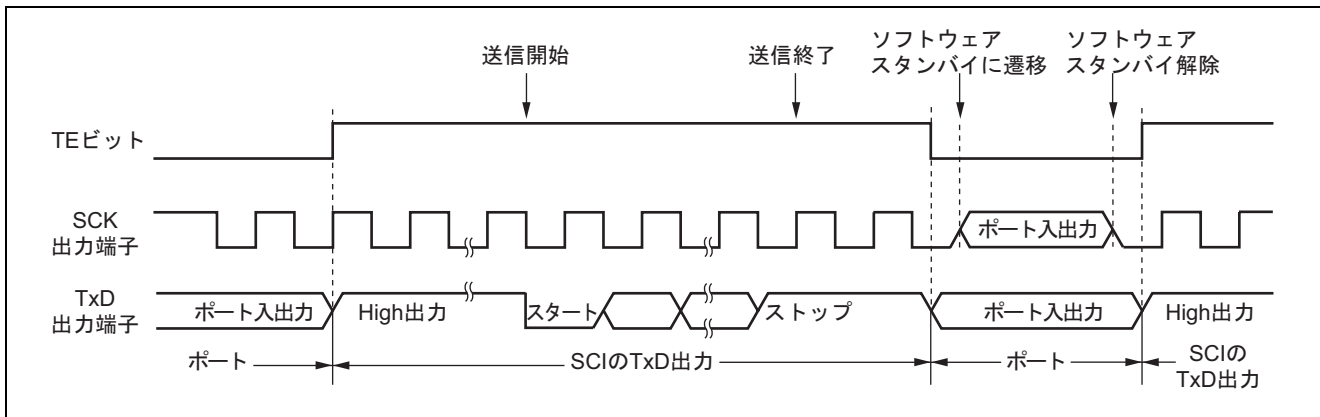 送信開始
送信終了
ソフトウェア
スタンバイに遷移
ソフトウェア
スタンバイ解除
TEビット
SCK
出力端子
ポート入出力
TxD
出力端子
ポート入出力
High出力
スタート
ストップ
ポート入出力
High出力
ポート
SCIのTxD出力
ポート
SCIの
TxD出力